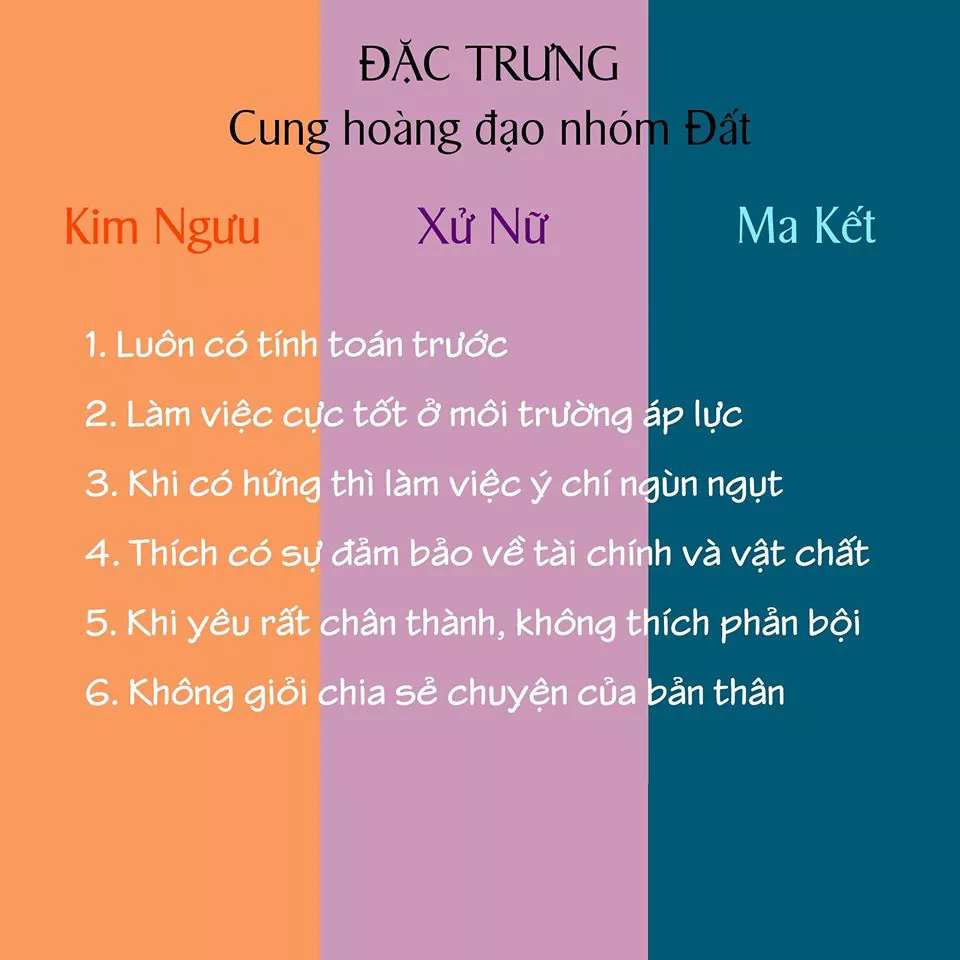 ĐẶC TRƯNG
Cung hoàng đạo nhóm Đất
Kim Ngưu Xử Nữ Ma Kết
1. Luôn có tính toán trước
2. Làm việc cực tốt ở môi trường áp lực
3. Khi có hứng thì làm việc ý chí ngùn ngụt
4. Thích có sự đảm bảo về tài chính và vật chất
5. Khi yêu rất chân thành, không thích phản bội
6. Không giỏi chia sẻ chuyện của bản thân